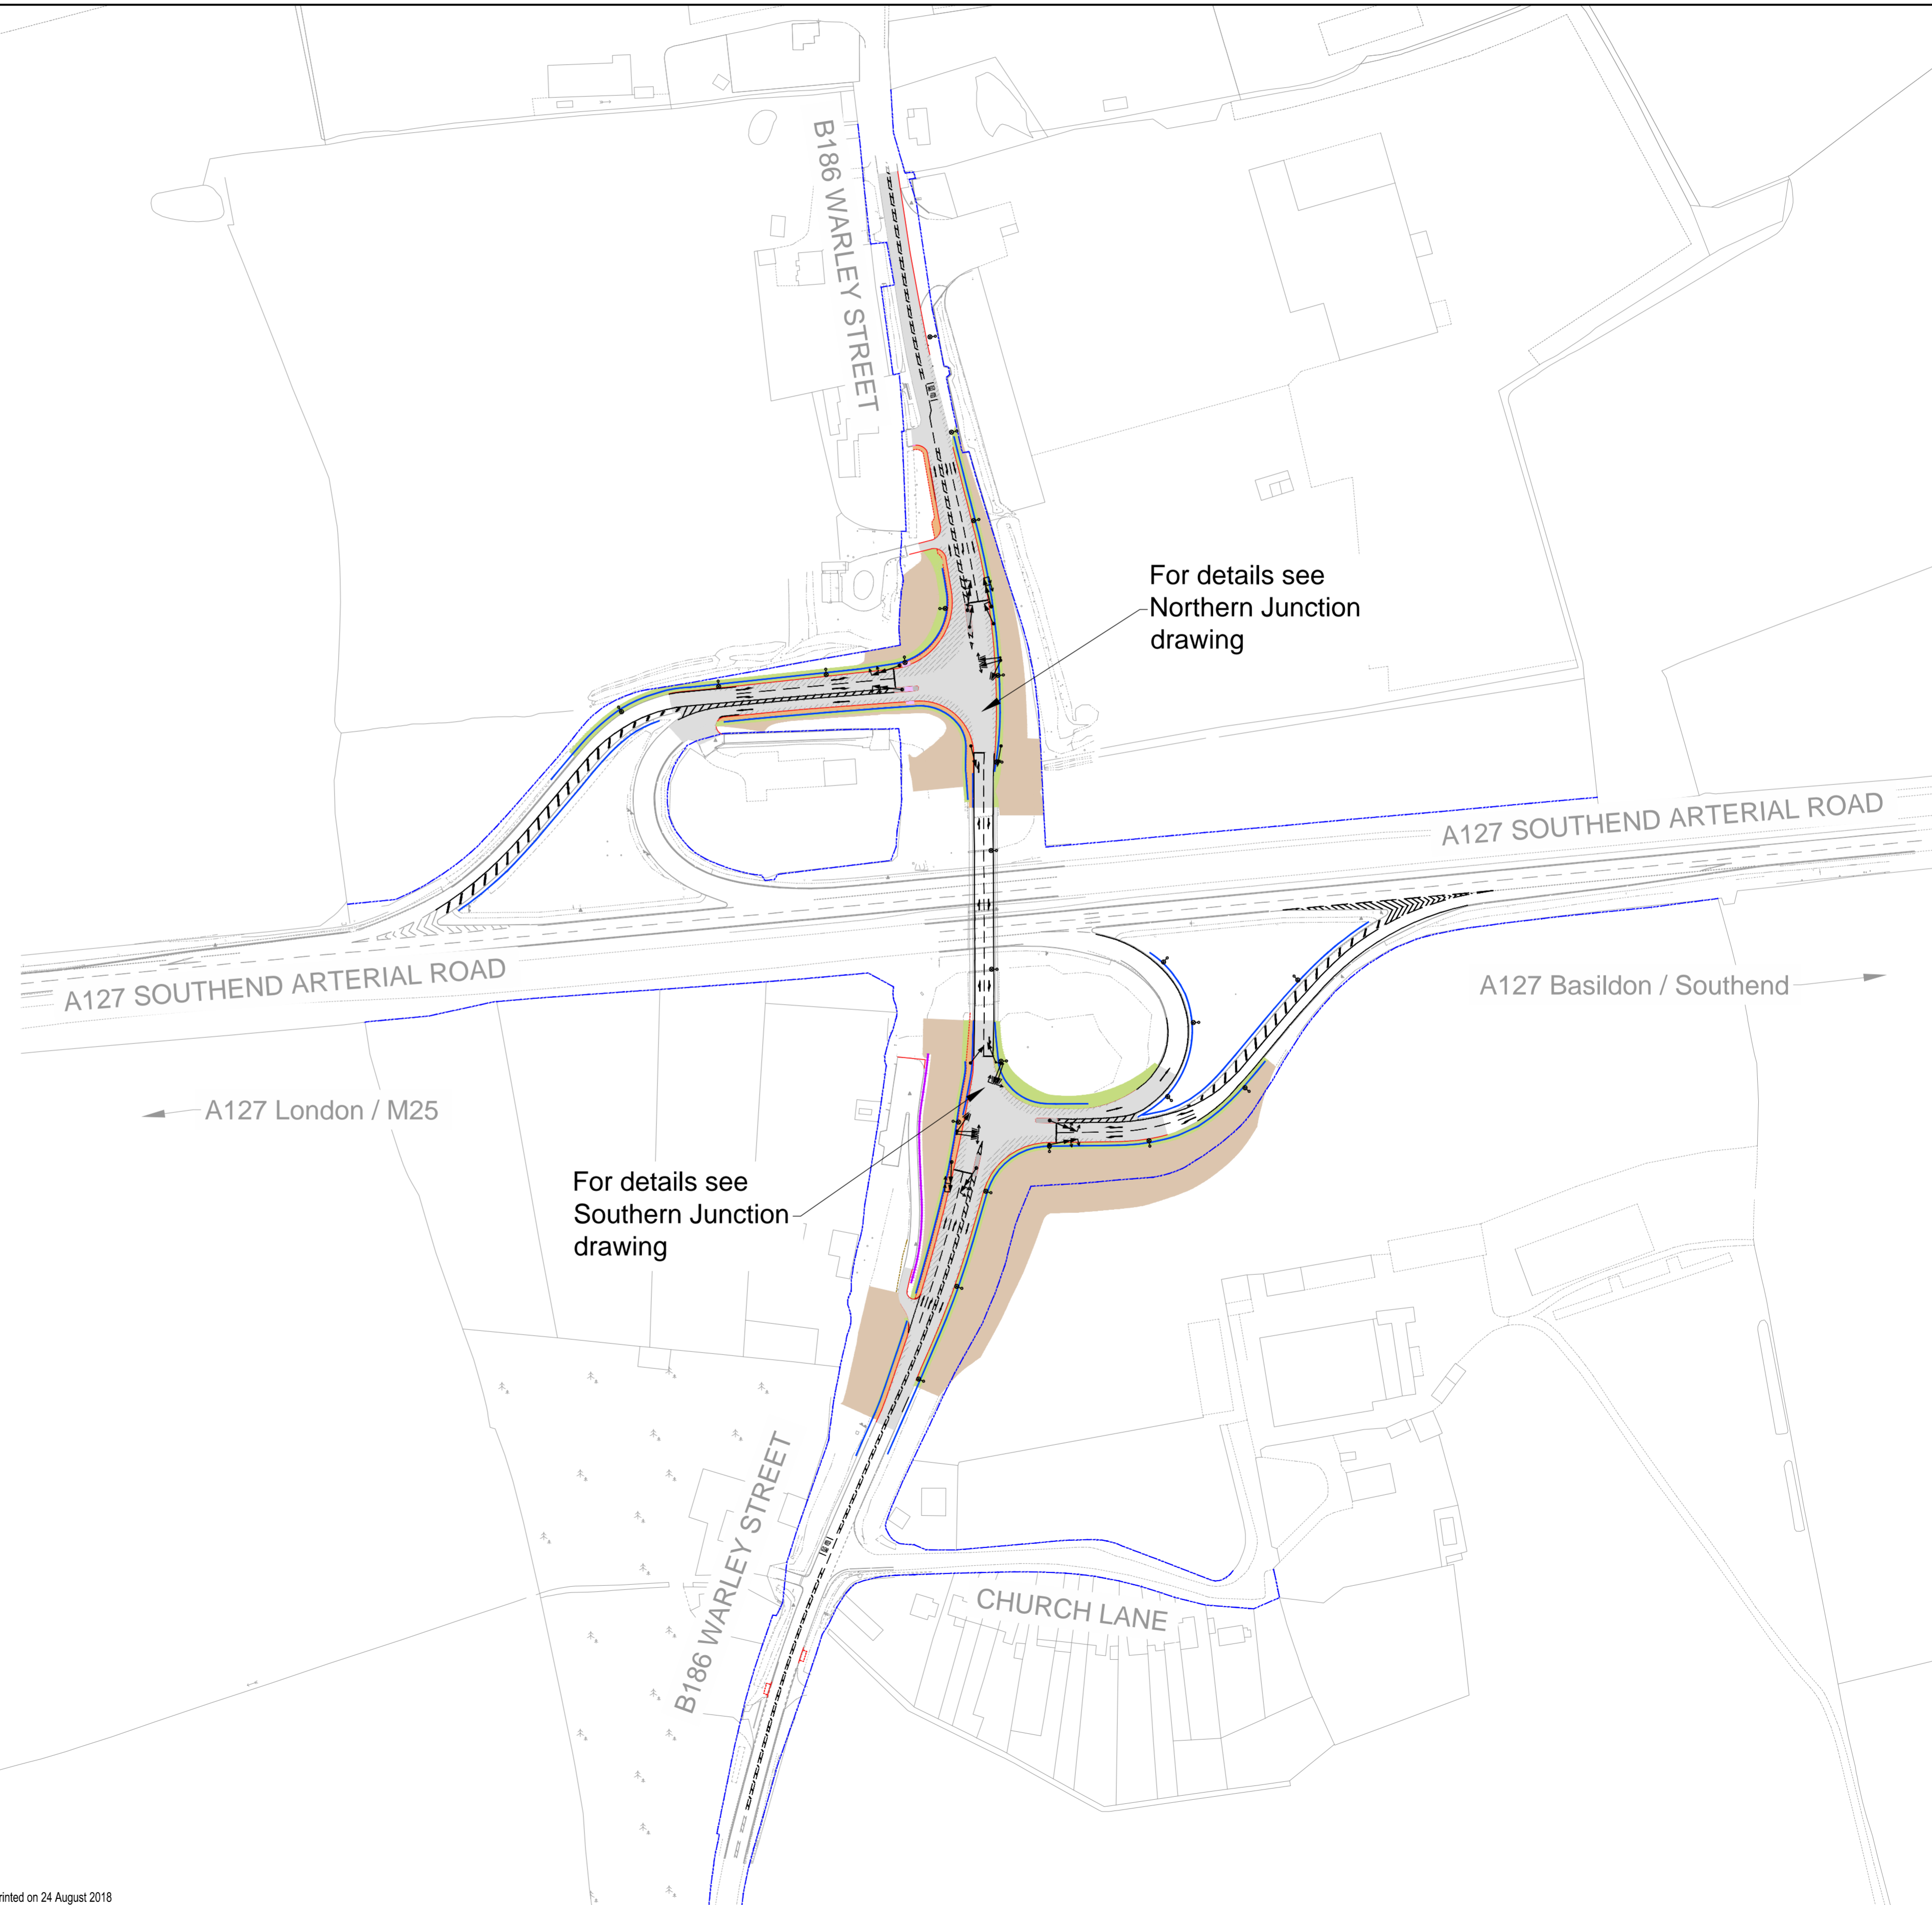 B186 WARLEY STREET
For details see
Northern Junction
drawing
A127 SOUTHEND ARTERIAL ROAD
A127 SOUTHEND ARTERIAL ROAD
A127 Basildon / Southend
A127 London / M25
For details see
Southern Junction
drawing
B186 WARLEY STREET
CHURCH LANE
rinted on 24 August 2018